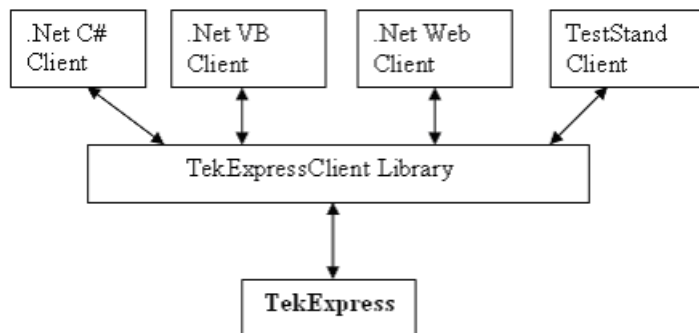 .Net C#
Client
.Net VB
Client
.Net Web
Client
TestStand
Client
TekExpressClient Library
TekExpress